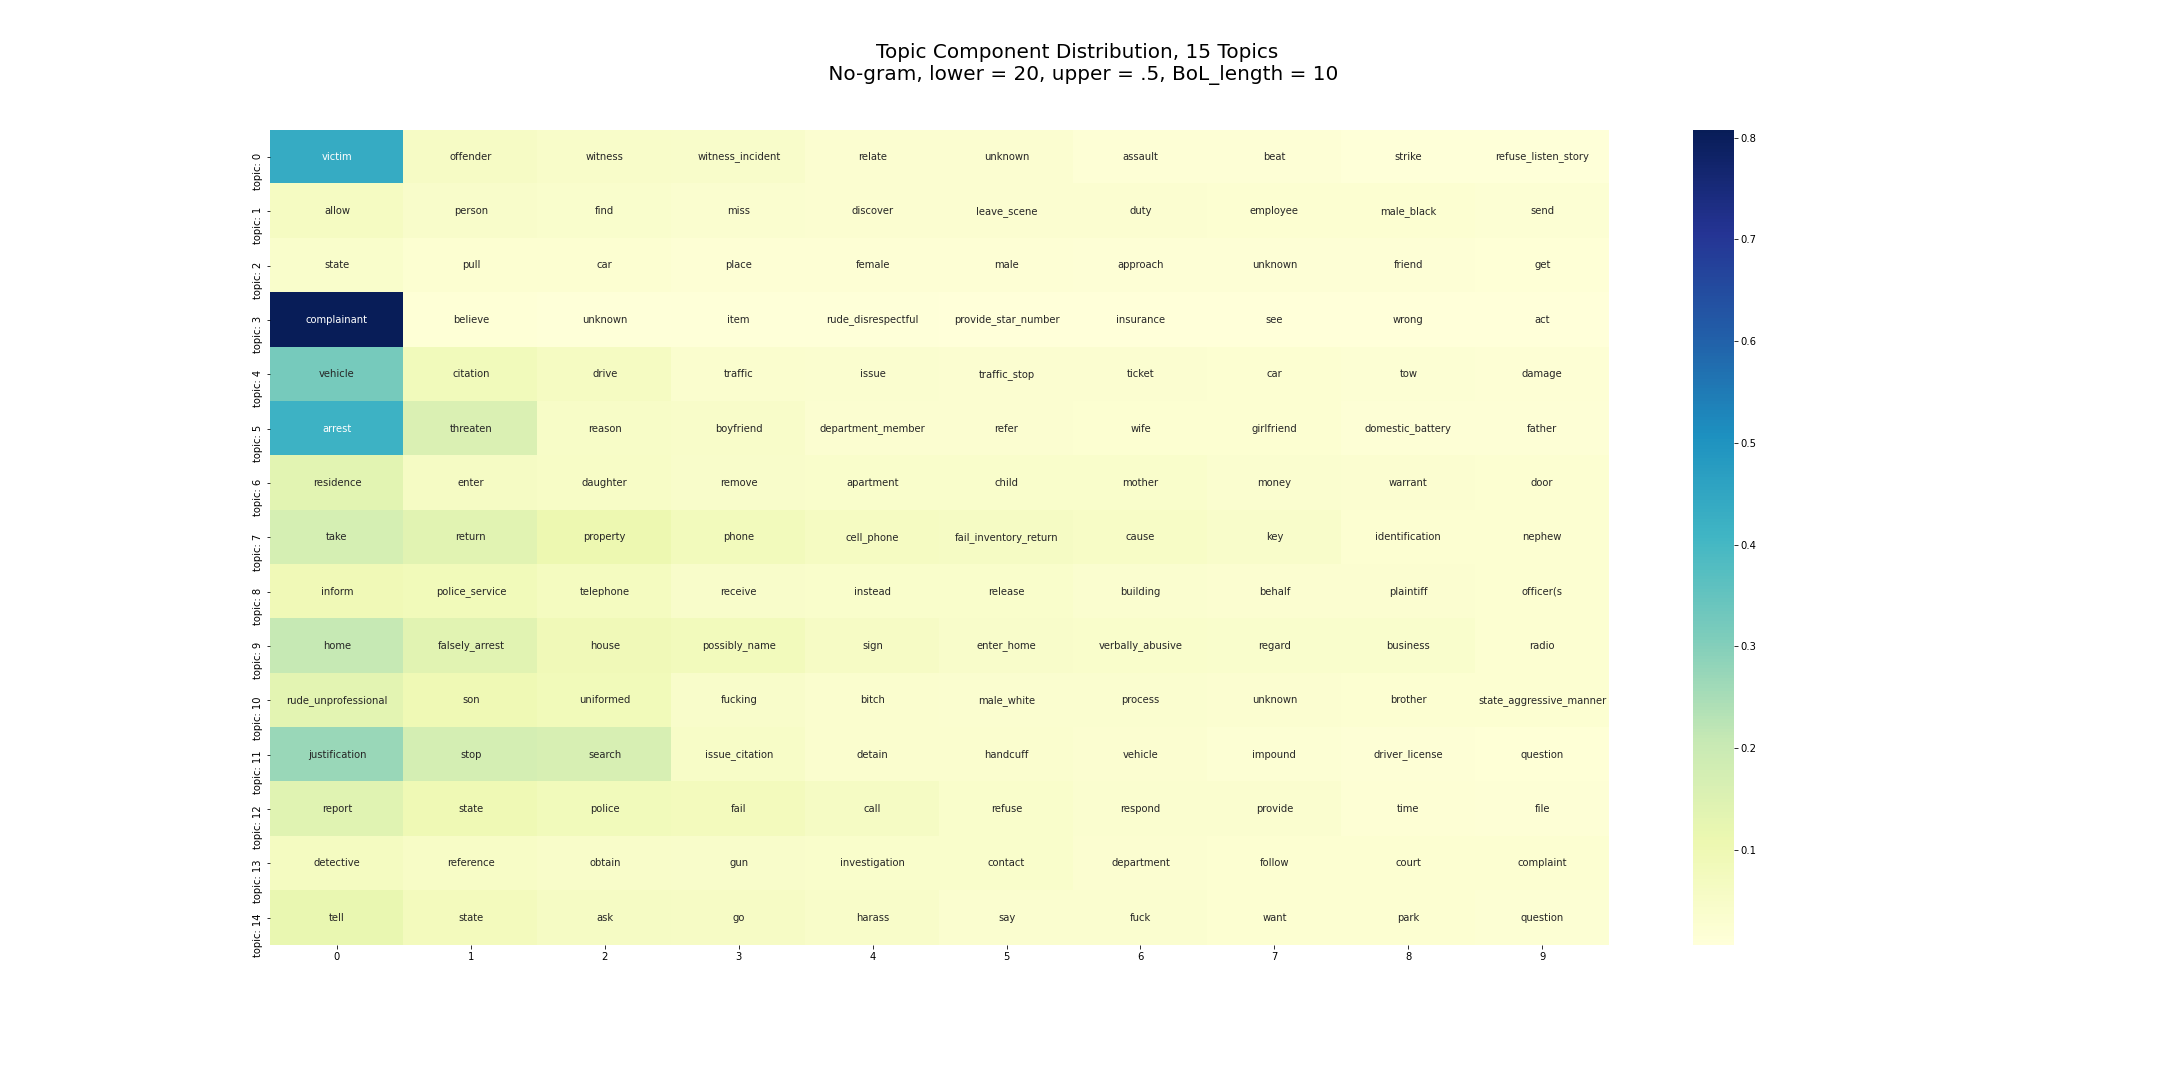 Topic Component Distribution, 15 Topics
No-gram, lower = 20, upper = .5, BoL_length = 10
topic: 0 victim offender witness witness_incident relate unknown assault beat strike refuse_listen_story
topic: 1 allow person find miss discover leave_scene duty employee male_black send
topic: 2 state pull car place female male approach unknown friend get
topic: 3 complainant believe unknown item rude_disrespectful provide_star_number insurance see wrong act
topic: 4 vehicle citation drive traffic issue traffic_stop ticket car tow damage
topic: 5 arrest threaten reason boyfriend department_member refer wife girlfriend domestic_battery father
topic: 6 residence enter daughter remove apartment child mother money warrant door
topic: 7 take return property phone cell_phone fail_inventory_return cause key identification nephew
topic: 8 inform police_service telephone receive instead release building behalf plaintiff officer(s
topic: 9 home falsely_arrest house possibly_name sign enter_home verbally_abusive regard business radio
topic: 10 rude_unprofessional son uniformed fucking bitch male_white process unknown brother state_aggressive_manner
topic: 11 justification stop search issue_citation detain handcuff vehicle impound driver_license question
topic: 12 report state police fail call refuse respond provide time file
topic: 13 detective reference obtain gun investigation contact department follow court complaint
topic: 14 tell state ask go harass say fuck want park question
0 1 2 3 4 5 6 7 8 9
0.8
0.7
0.6
0.5
0.4
0.3
0.2
0.1